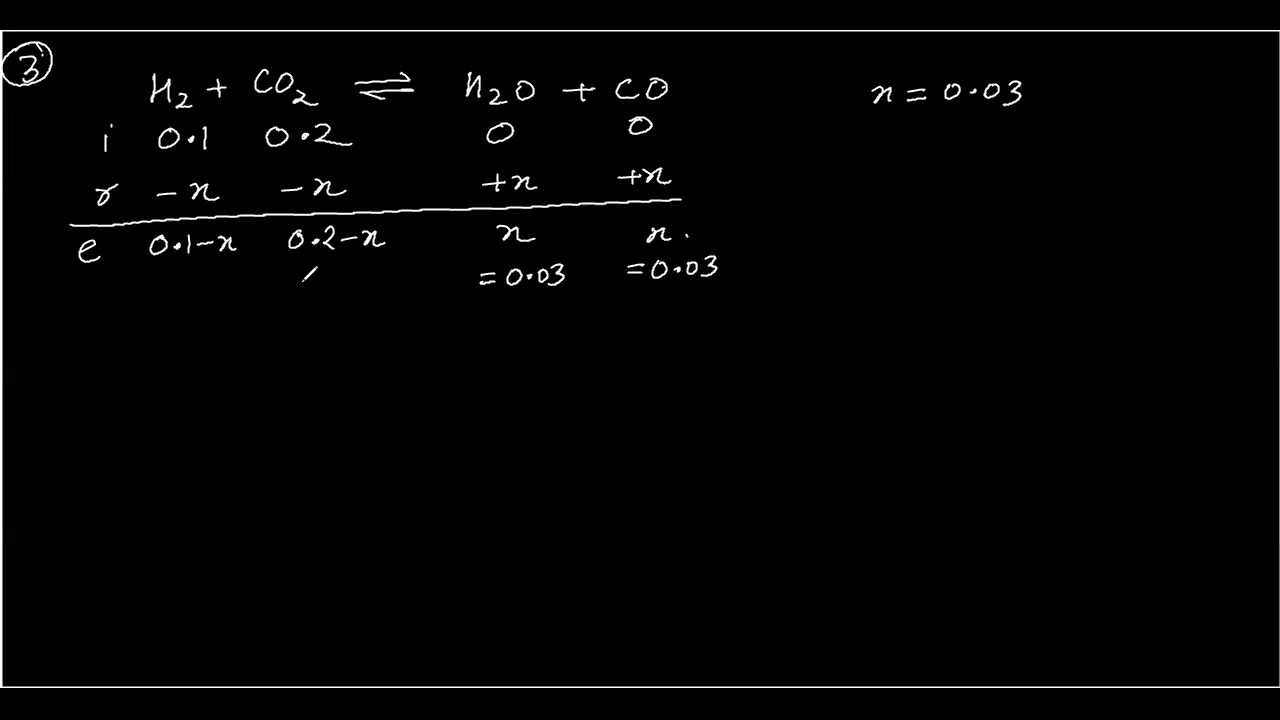 3
H2 + CO2 ⇌ H2O + CO
x = 0.03
i 0.1 0.2 0 0
r -x -x +x +x
e 0.1-x 0.2-x x x.
=0.03 =0.03